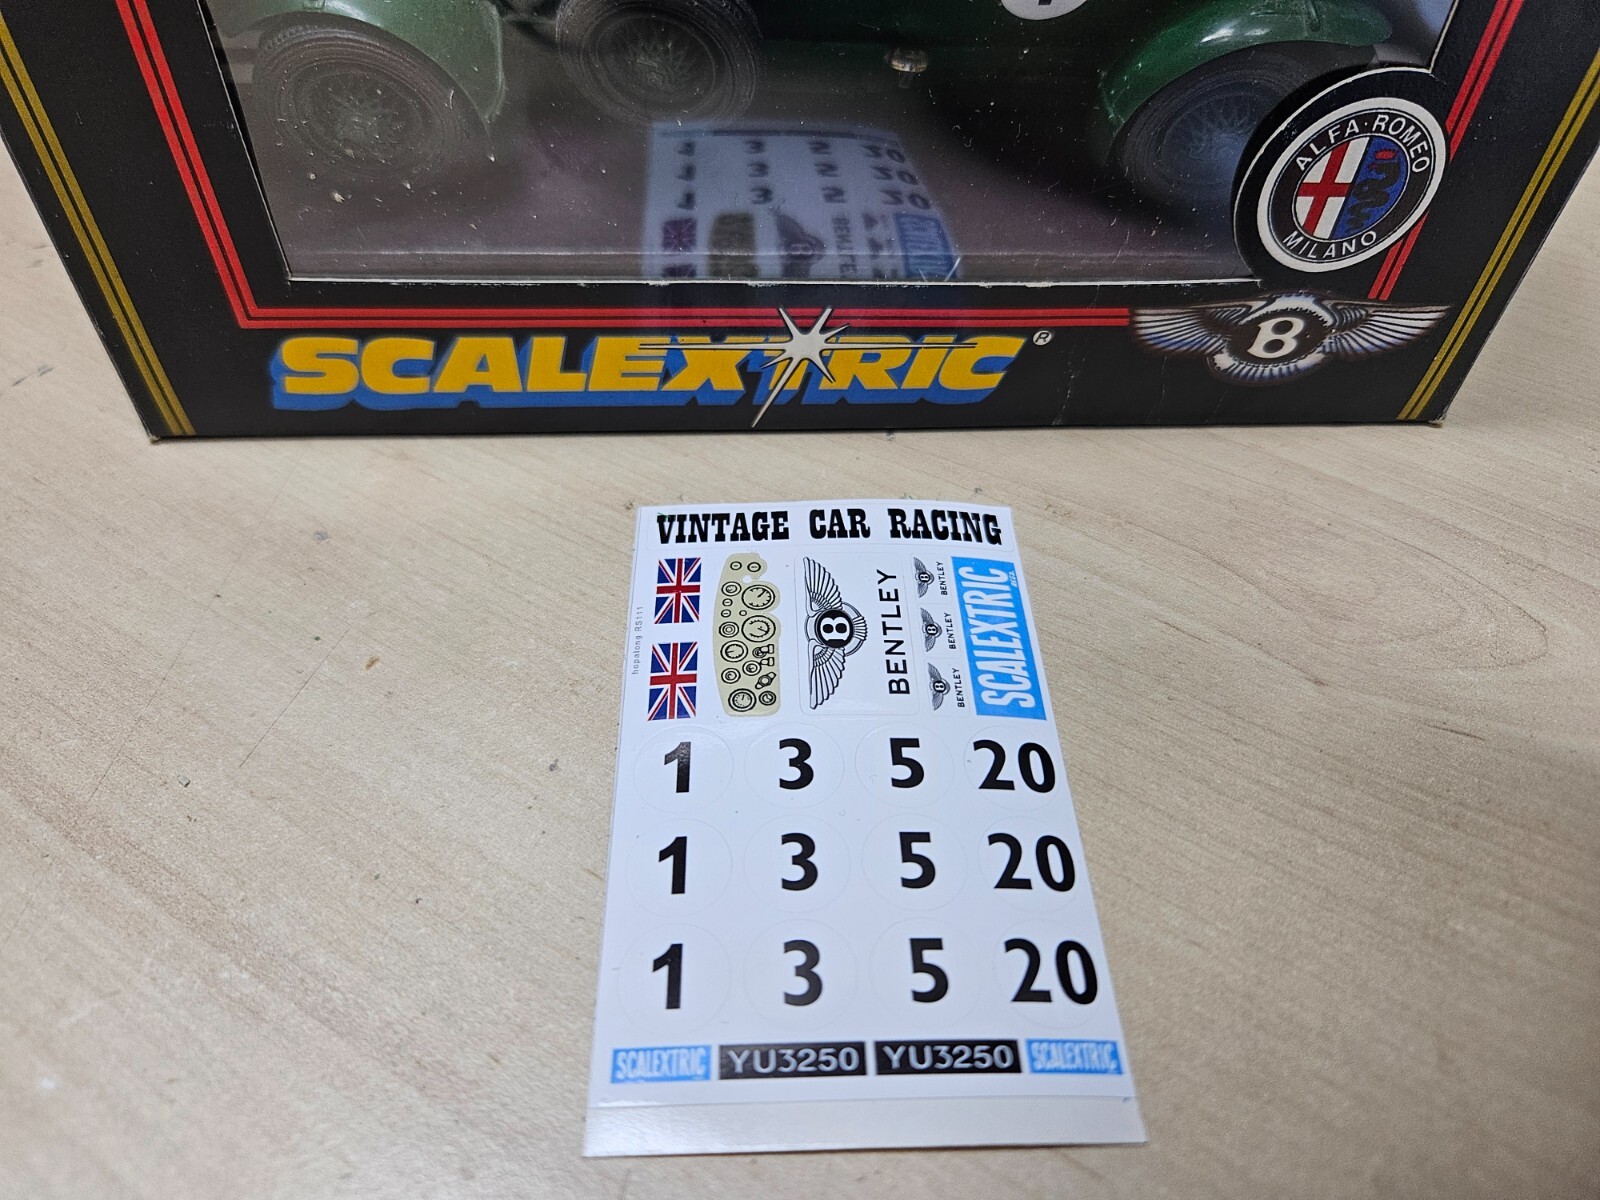 ALFA·ROMEO
MILANO
SCALEXTRIC®
B
VINTAGE CAR RACING
hopalong RS111
B
BENTLEY
B BENTLEY
B BENTLEY
B BENTLEY
SCALEXTRIC REGD.
1 3 5 20
1 3 5 20
1 3 5 20
SCALEXTRIC YU3250 YU3250 SCALEXTRIC